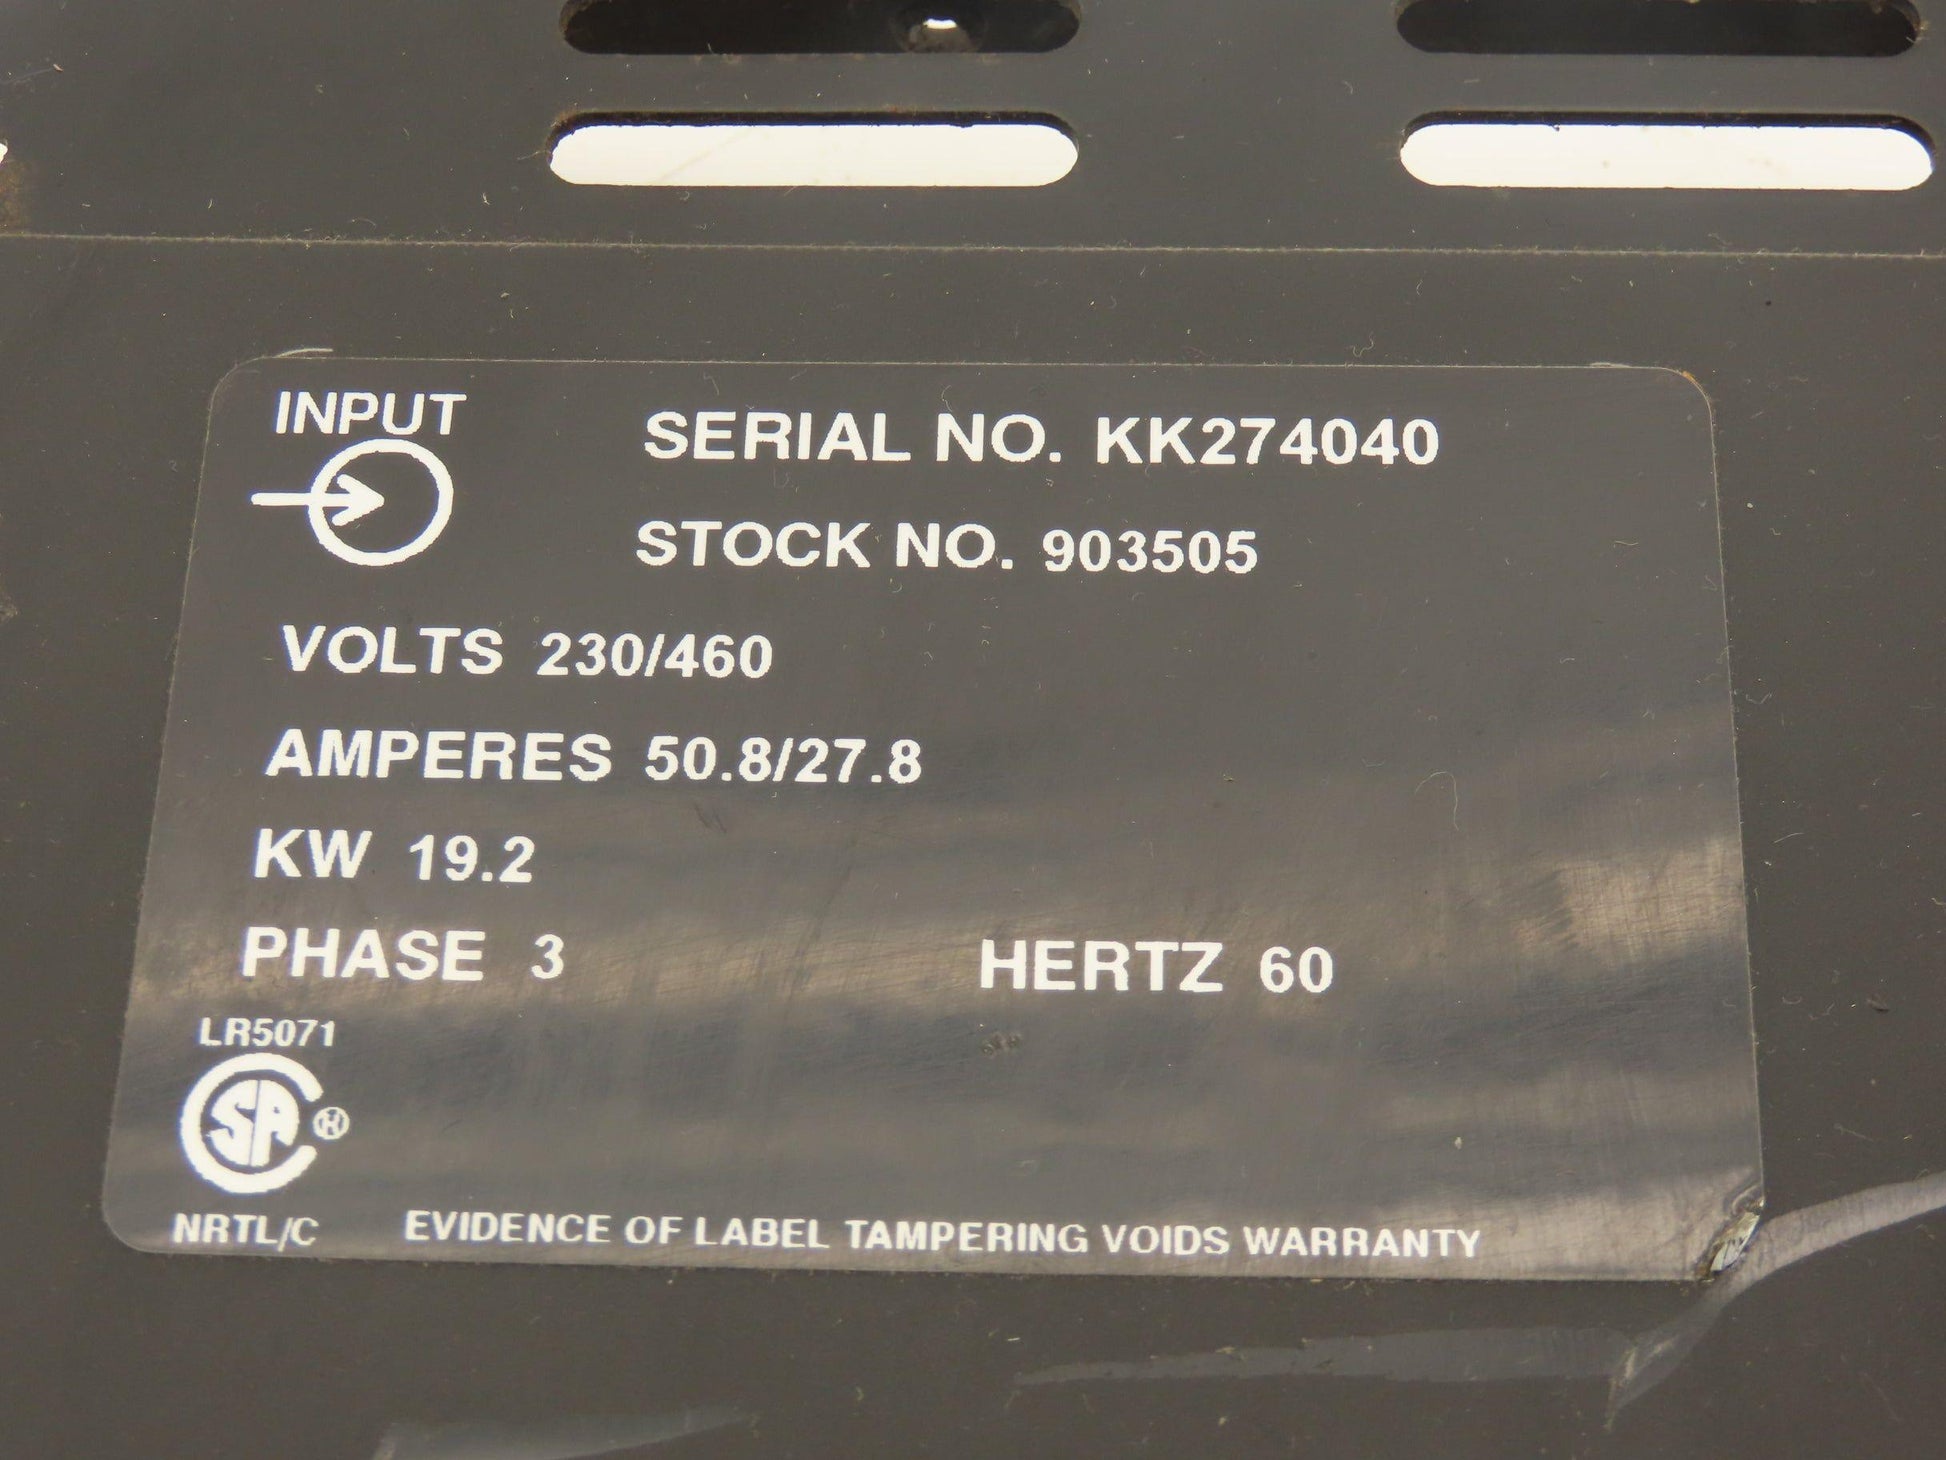 INPUT
SERIAL NO. KK274040
STOCK NO. 903505
VOLTS 230/460
AMPERES 50.8/27.8
KW 19.2
PHASE 3 HERTZ 60
LR5071
CSA ®
NRTL/C EVIDENCE OF LABEL TAMPERING VOIDS WARRANTY